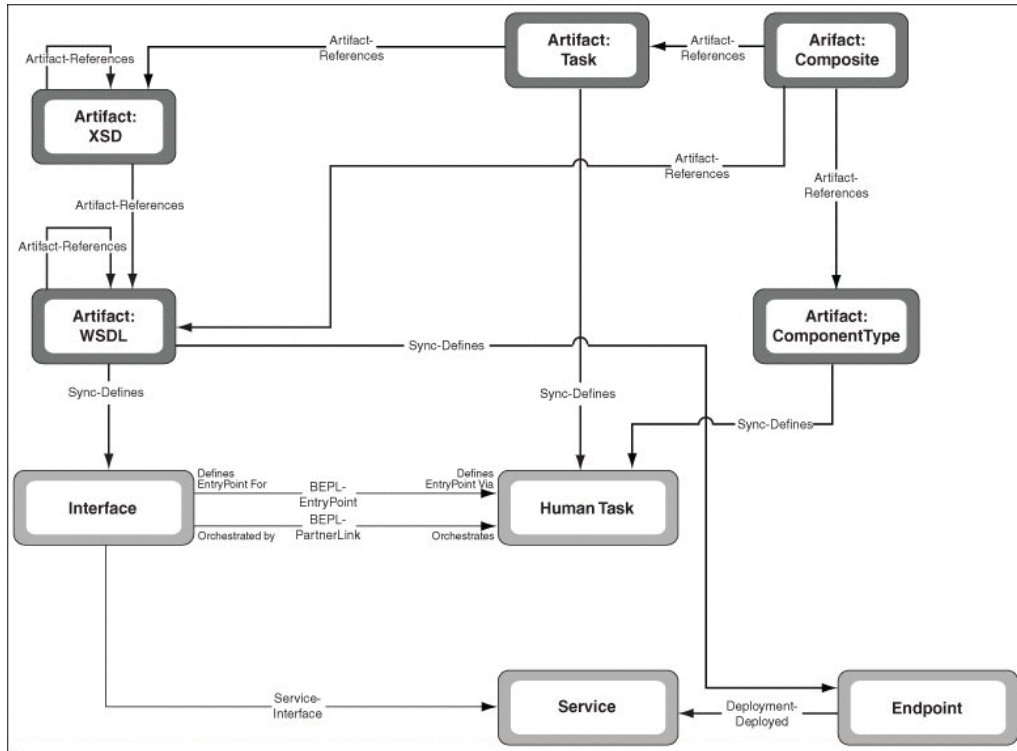 Artifact:
Task
Artifact-
References
Arifact:
Composite
Artifact-
References
Artifact-References
Artifact:
XSD
Artifact-
References
Artifact-
References
Artifact-References
Artifact-References
Artifact:
WSDL
Artifact:
ComponentType
Sync-Defines
Sync-Defines
Sync-Defines
Sync-Defines
Interface
Defines
EntryPoint For
BEPL-
EntryPoint
Defines
EntryPoint Via
Orchestrated by
BEPL-
PartnerLink
Orchestrates
Human Task
Service-
Interface
Service
Deployment-
Deployed
Endpoint